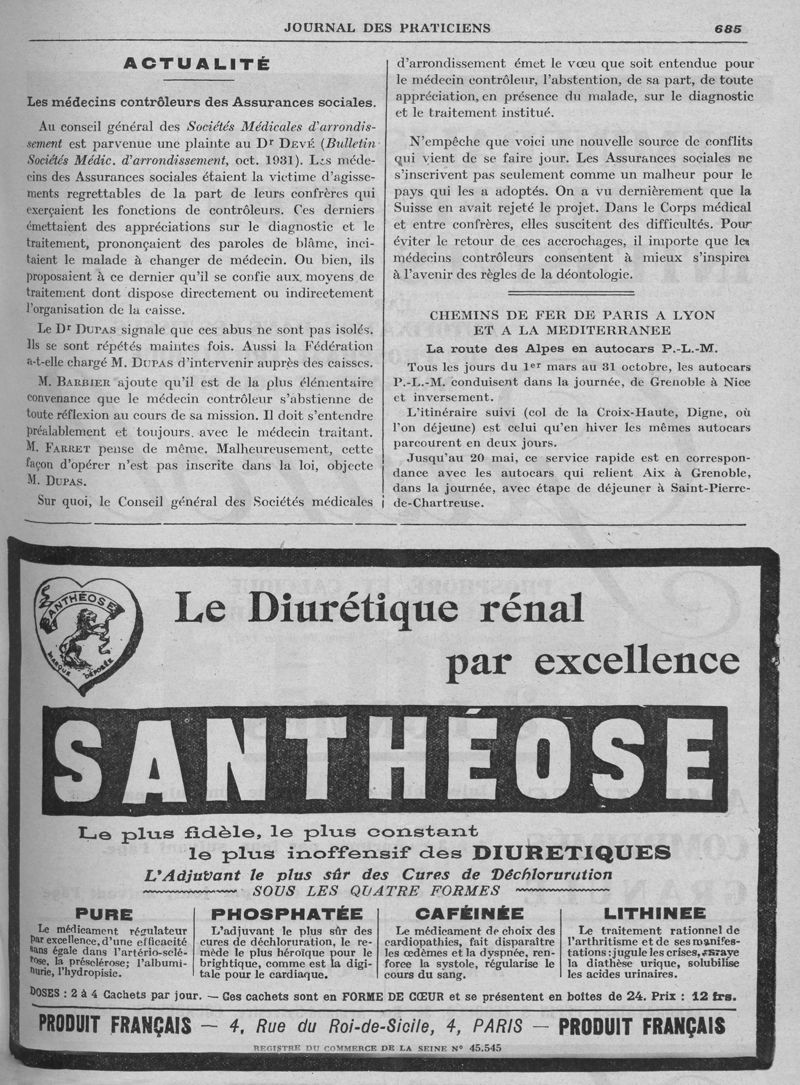 JOURNAL DES PRATICIENS 685
ACTUALITÉ
Les médecins contrôleurs des Assurances sociales.
Au conseil général des Sociétés Médicales d'arrondis-
sement est parvenue une plainte au Dr DEVÉ (Bulletin
Sociétés Médic. d'arrondissement, oct. 1931). Les méde-
cins des Assurances sociales étaient la victime d'agisse-
ments regrettables de la part de leurs confrères qui
exerçaient les fonctions de contrôleurs. Ces derniers
émettaient des appréciations sur le diagnostic et le
traitement, prononçaient des paroles de blâme, inci-
taient le malade à changer de médecin. Ou bien, ils
proposaient à ce dernier qu'il se confie aux moyens de
traitement dont dispose directement ou indirectement
l'organisation de la caisse.
Le Dr DUPAS signale que ces abus ne sont pas isolés.
Ils se sont répétés maintes fois. Aussi la Fédération
a-t-elle chargé M. DUPAS d'intervenir auprès des caisses.
M. BARBIER ajoute qu'il est de la plus élémentaire
convenance que le médecin contrôleur s'abstienne de
toute réflexion au cours de sa mission. Il doit s'entendre
préalablement et toujours. avec le médecin traitant.
M. FARRET pense de même. Malheureusement, cette
façon d'opérer n'est pas inscrite dans la loi, objecte
M. DUPAS.
Sur quoi, le Conseil général des Sociétés médicales
d'arrondissement émet le vœu que soit entendue pour
le médecin contrôleur, l'abstention, de sa part, de toute
appréciation, en présence du malade, sur le diagnostic
et le traitement institué.
N'empêche que voici une nouvelle source de conflits
qui vient de se faire jour. Les Assurances sociales ne
s'inscrivent pas seulement comme un malheur pour le
pays qui les a adoptés. On a vu dernièrement que la
Suisse en avait rejeté le projet. Dans le Corps médical
et entre confrères, elles suscitent des difficultés. Pour
éviter le retour de ces accrochages, il importe que les
médecins contrôleurs consentent à mieux s'inspirer
à l'avenir des règles de la déontologie.
CHEMINS DE FER DE PARIS A LYON
ET A LA MEDITERRANEE
La route des Alpes en autocars P.-L.-M.
Tous les jours du 1er mars au 31 octobre, les autocars
P.-L.-M. conduisent dans la journée, de Grenoble à Nice
et inversement.
L'itinéraire suivi (col de la Croix-Haute, Digne, où
l'on déjeune) est celui qu'en hiver les mêmes autocars
parcourent en deux jours.
Jusqu'au 20 mai, ce service rapide est en correspon-
dance avec les autocars qui relient Aix à Grenoble,
dans la journée, avec étape de déjeuner à Saint-Pierre-
de-Chartreuse.
SANTHÉOSE
MARQUE DÉPOSÉE
Le Diurétique rénal
par excellence
SANTHÉOSE
Le plus fidèle, le plus constant
le plus inoffensif des DIURETIQUES
L'Adjuvant le plus sûr des Cures de Déchloruration
SOUS LES QUATRE FORMES
PURE
Le médicament régulateur
par excellence, d'une efficacité
sans égale dans l'artério-sclé-
rose, la présclérose; l'albumi-
nurie, l'hydropisie.
PHOSPHATÉE
L'adjuvant le plus sûr des
cures de déchloruration, le re-
mède le plus héroïque pour le
brightique, comme est la digi-
tale pour le cardiaque.
CAFÉINÉE
Le médicament de choix des
cardiopathies, fait disparaître
les œdèmes et la dyspnée, ren-
force la systole, régularise le
cours du sang.
LITHINEE
Le traitement rationnel de
l'arthritisme et de ses manifes-
tations: jugule les crises, enraye
la diathèse urique, solubilise
les acides urinaires.
DOSES : 2 à 4 Cachets par jour. — Ces cachets sont en FORME DE CŒUR et se présentent en boîtes de 24. Prix : 12 frs.
PRODUIT FRANÇAIS — 4, Rue du Roi-de-Sicile, 4, PARIS — PRODUIT FRANÇAIS
REGISTRE DU COMMERCE DE LA SEINE N° 45.545